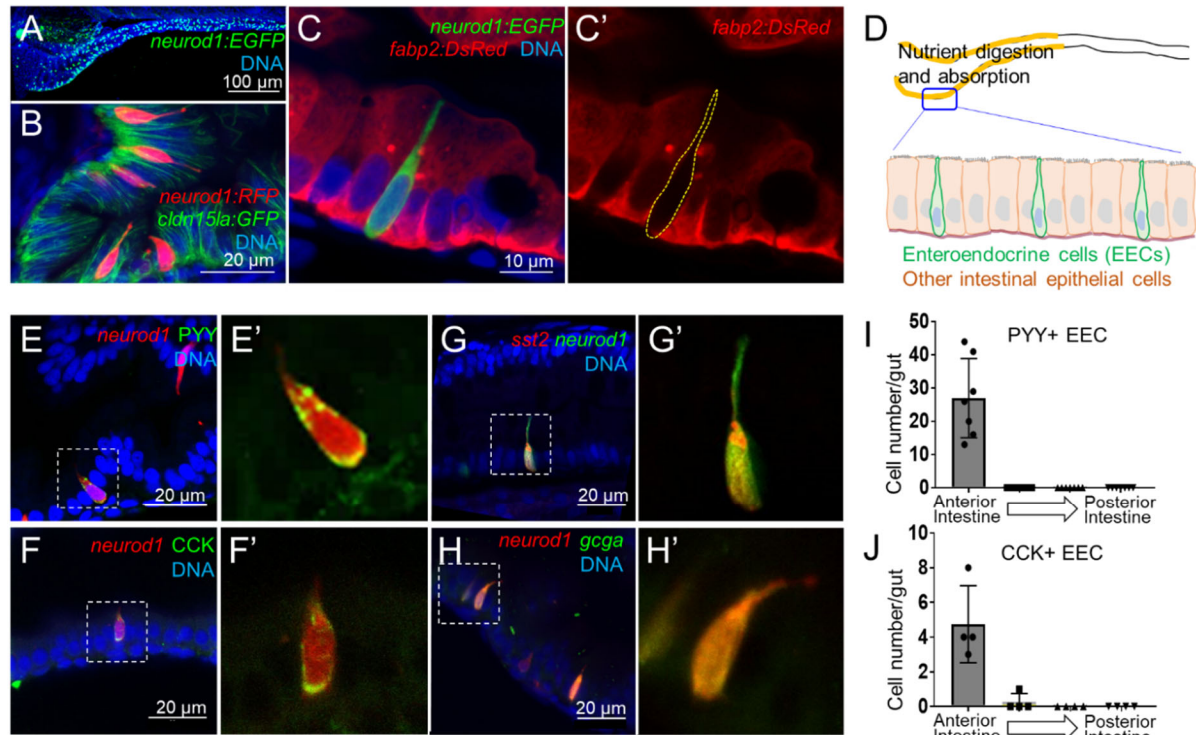 A
neurod1:EGFP
DNA
100 µm
B
neurod1:RFP
cldn15la:GFP
DNA
20 µm
C
neurod1:EGFP
fabp2:DsRed DNA
10 µm
C'
fabp2:DsRed
D
Nutrient digestion
and absorption
Enteroendocrine cells (EECs)
Other intestinal epithelial cells
E
neurod1 PYY
DNA
20 µm
E'
G
sst2 neurod1
DNA
20 µm
G'
F
neurod1 CCK
DNA
20 µm
F'
H
neurod1 gcga
DNA
20 µm
H'
I
PYY+ EEC
Cell number/gut
50
40
30
20
10
0
Anterior
Intestine
Posterior
Intestine
J
CCK+ EEC
Cell number/gut
10
8
6
4
2
0
Anterior
Intestine
Posterior
Intestine